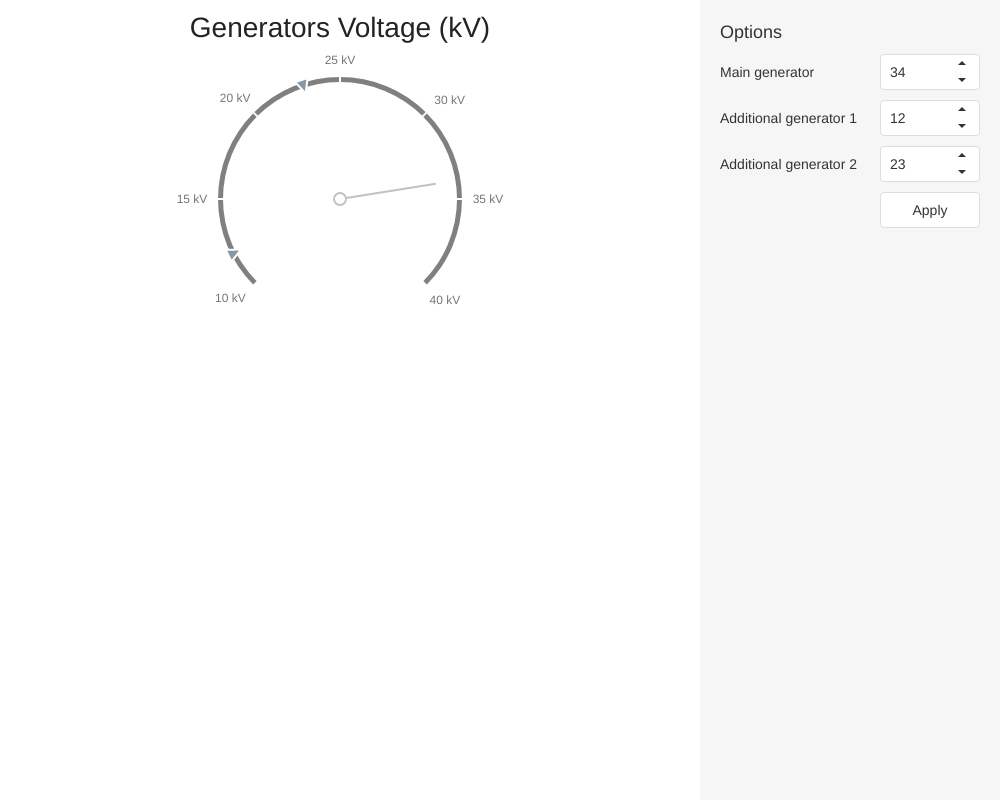 Generators Voltage (kV)
25 kV
20 kV
30 kV
15 kV
35 kV
10 kV
40 kV
Options
Main generator 34
Additional generator 1 12
Additional generator 2 23
Apply